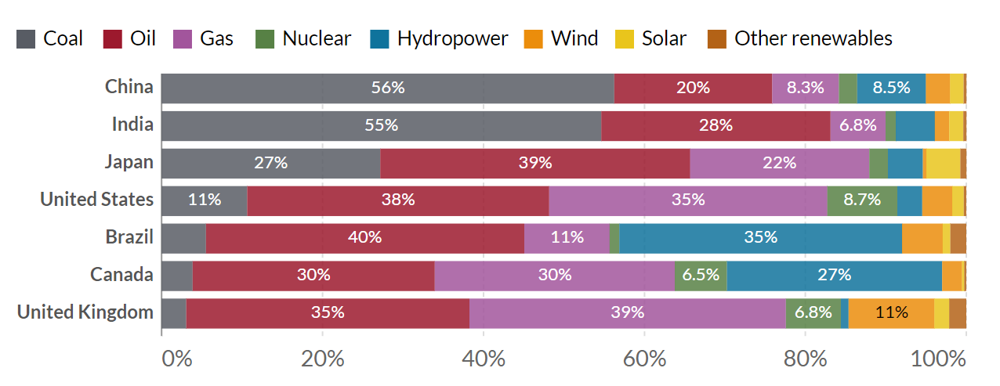 Coal Oil Gas Nuclear Hydropower Wind Solar Other renewables
China 56% 20% 8.3% 8.5%
India 55% 28% 6.8%
Japan 27% 39% 22%
United States 11% 38% 35% 8.7%
Brazil 40% 11% 35%
Canada 30% 30% 6.5% 27%
United Kingdom 35% 39% 6.8% 11%
0% 20% 40% 60% 80% 100%